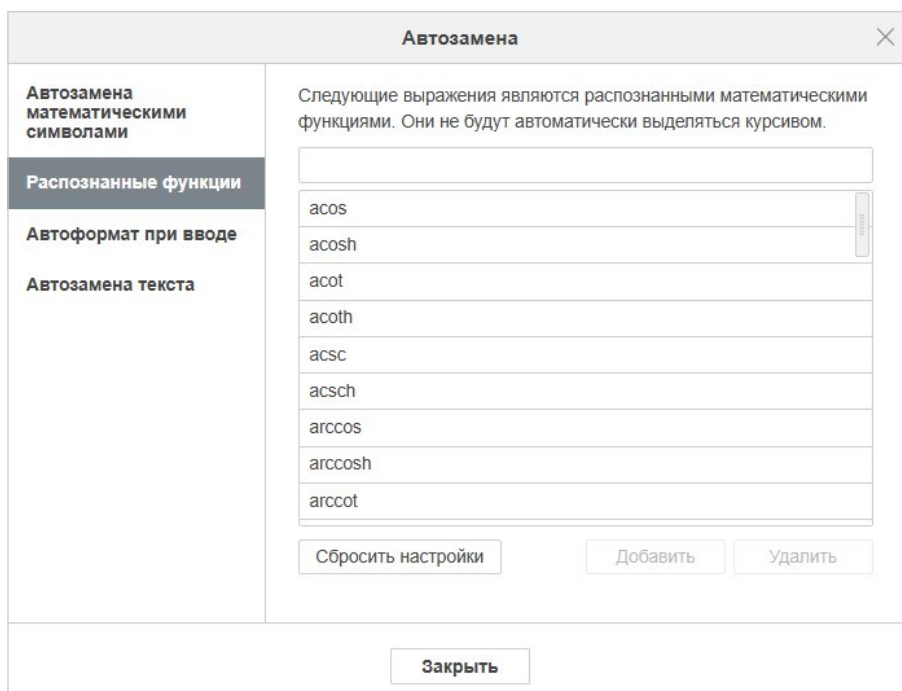 Автозамена
Автозамена
математическими
символами
Распознанные функции
Автоформат при вводе
Автозамена текста
Следующие выражения являются распознанными математическими
функциями. Они не будут автоматически выделяться курсивом.
acos
acosh
acot
acoth
acsc
acsch
arccos
arccosh
arccot
Сбросить настройки
Добавить
Удалить
Закрыть